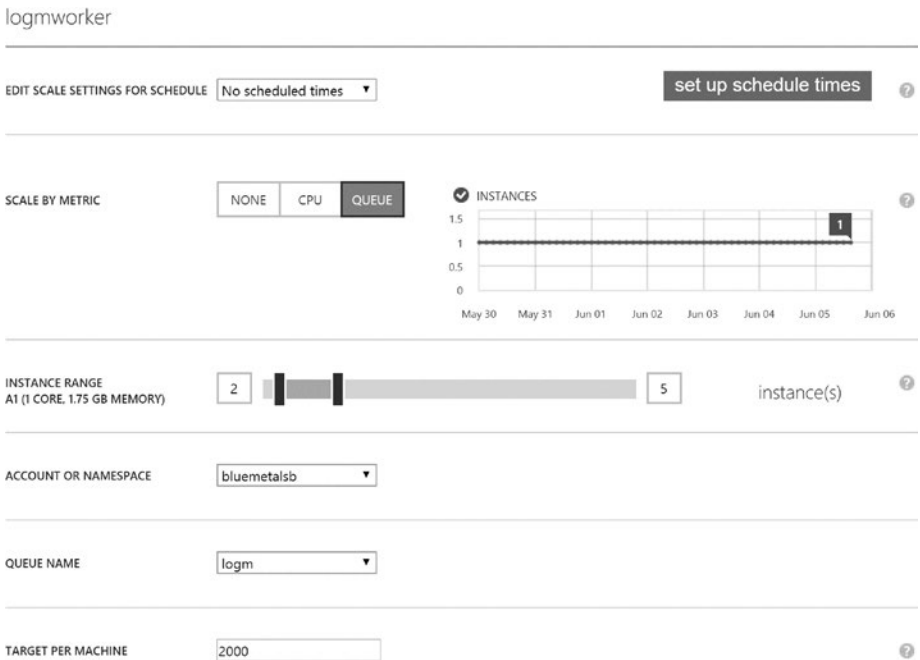 logmworker
EDIT SCALE SETTINGS FOR SCHEDULE No scheduled times ▼ set up schedule times ?
SCALE BY METRIC NONE CPU QUEUE INSTANCES ?
1.5
1
1
0.5
0
May 30 May 31 Jun 01 Jun 02 Jun 03 Jun 04 Jun 05 Jun 06
INSTANCE RANGE
A1 (1 CORE, 1.75 GB MEMORY) 2 5 instance(s) ?
ACCOUNT OR NAMESPACE bluemetalsb ▼
QUEUE NAME logm ▼
TARGET PER MACHINE 2000 ?